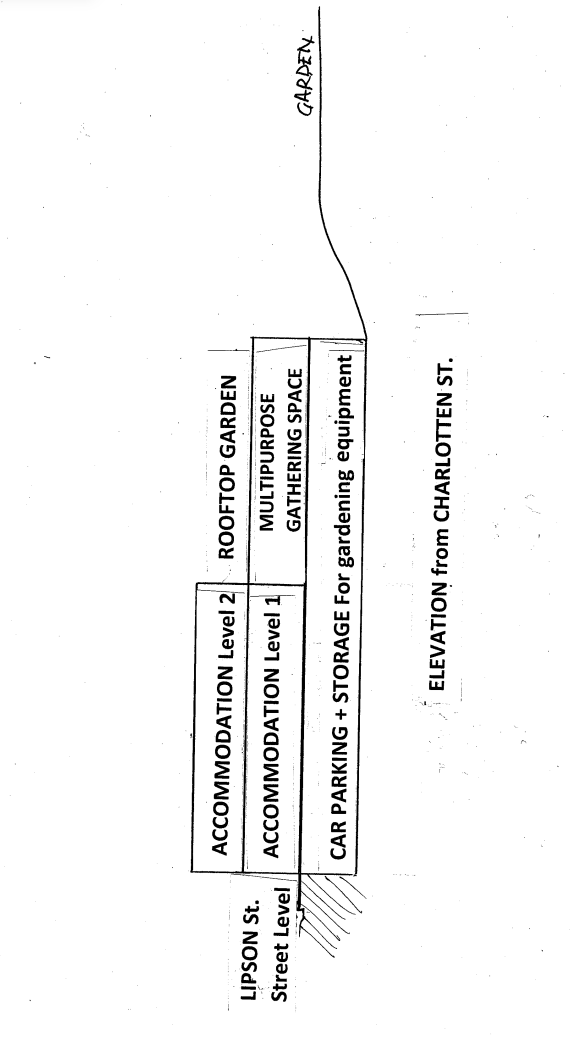 GARDEN
ROOFTOP GARDEN
MULTIPURPOSE
GATHERING SPACE
ACCOMMODATION Level 2
ACCOMMODATION Level 1
CAR PARKING + STORAGE For gardening equipment
LIPSON St.
Street Level
ELEVATION from CHARLOTTEN ST.